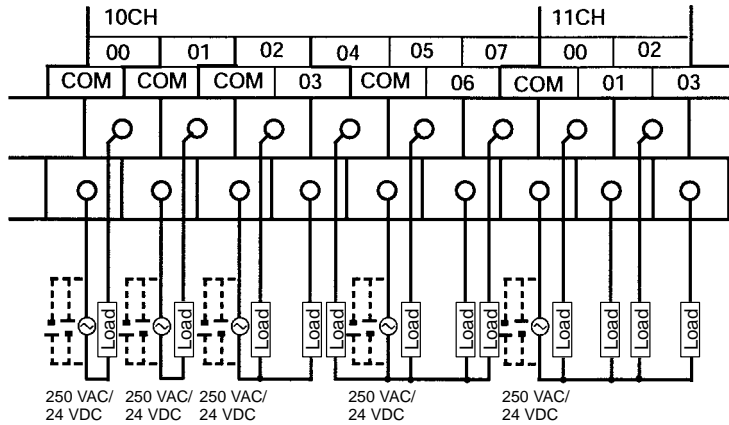 10CH 11CH
00 01 02 04 05 07 00 02
COM COM COM 03 COM 06 COM 01 03
Load Load Load Load Load Load Load Load Load Load Load Load
250 VAC/ 250 VAC/ 250 VAC/ 250 VAC/ 250 VAC/
24 VDC 24 VDC 24 VDC 24 VDC 24 VDC